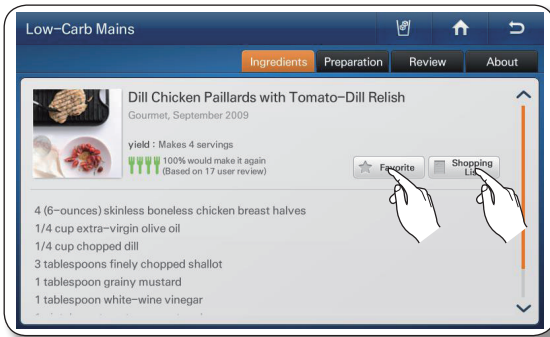 Low-Carb Mains
Ingredients
Preparation
Review
About
Dill Chicken Paillards with Tomato-Dill Relish
Gourmet, September 2009
yield : Makes 4 servings
100% would make it again
(Based on 17 user review)
Favorite
Shopping
List
4 (6-ounces) skinless boneless chicken breast halves
1/4 cup extra-virgin olive oil
1/4 cup chopped dill
3 tablespoons finely chopped shallot
1 tablespoon grainy mustard
1 tablespoon white-wine vinegar